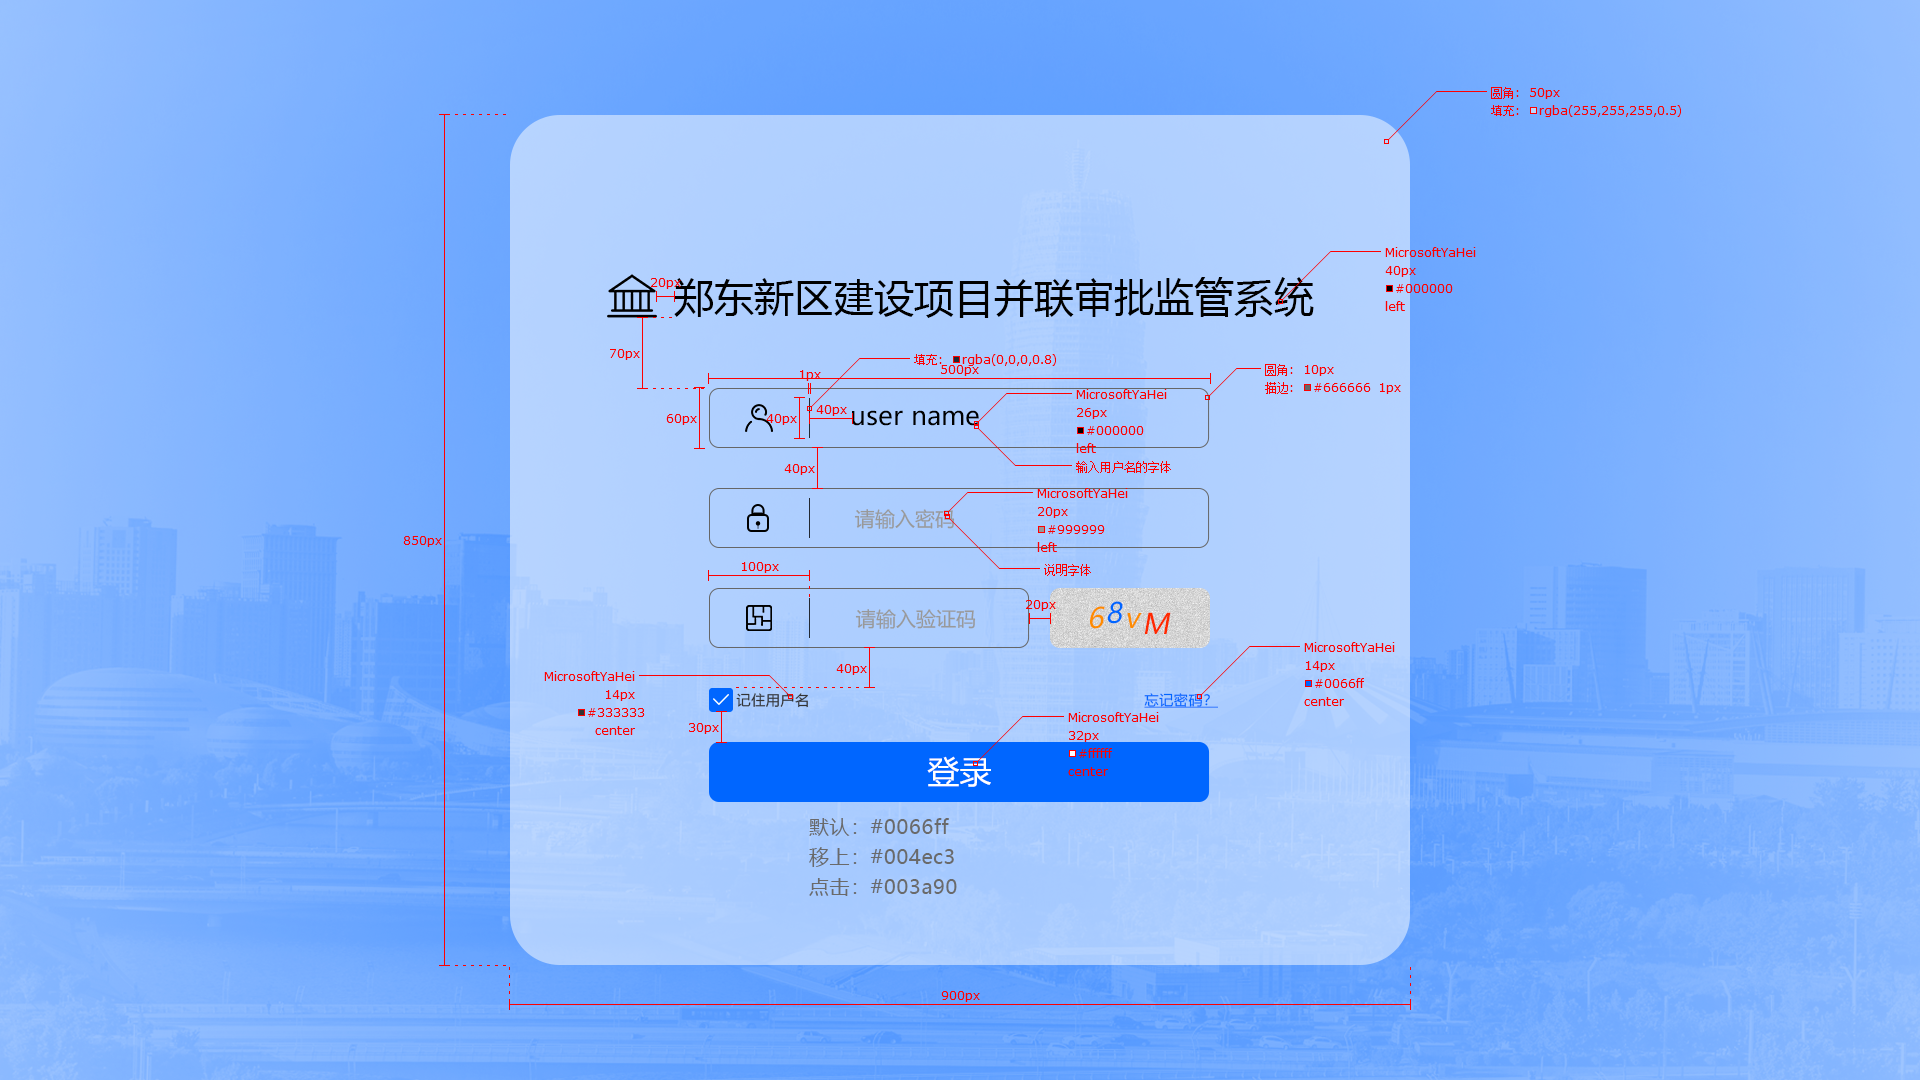 圆角： 50px
填充： rgba(255,255,255,0.5)
MicrosoftYaHei
40px
#000000
left
20px
郑东新区建设项目并联审批监管系统
70px
填充： rgba(0,0,0,0.8)
500px
1px
圆角： 10px
描边： #666666 1px
60px
40px
40px
user name
MicrosoftYaHei
26px
#000000
left
输入用户名的字体
40px
请输入密码
MicrosoftYaHei
20px
#999999
left
说明字体
850px
100px
请输入验证码
20px
68vM
40px
MicrosoftYaHei
14px
#333333
center
记住用户名
忘记密码？
MicrosoftYaHei
14px
#0066ff
center
30px
MicrosoftYaHei
32px
#ffffff
center
登录
默认：#0066ff
移上：#004ec3
点击：#003a90
900px